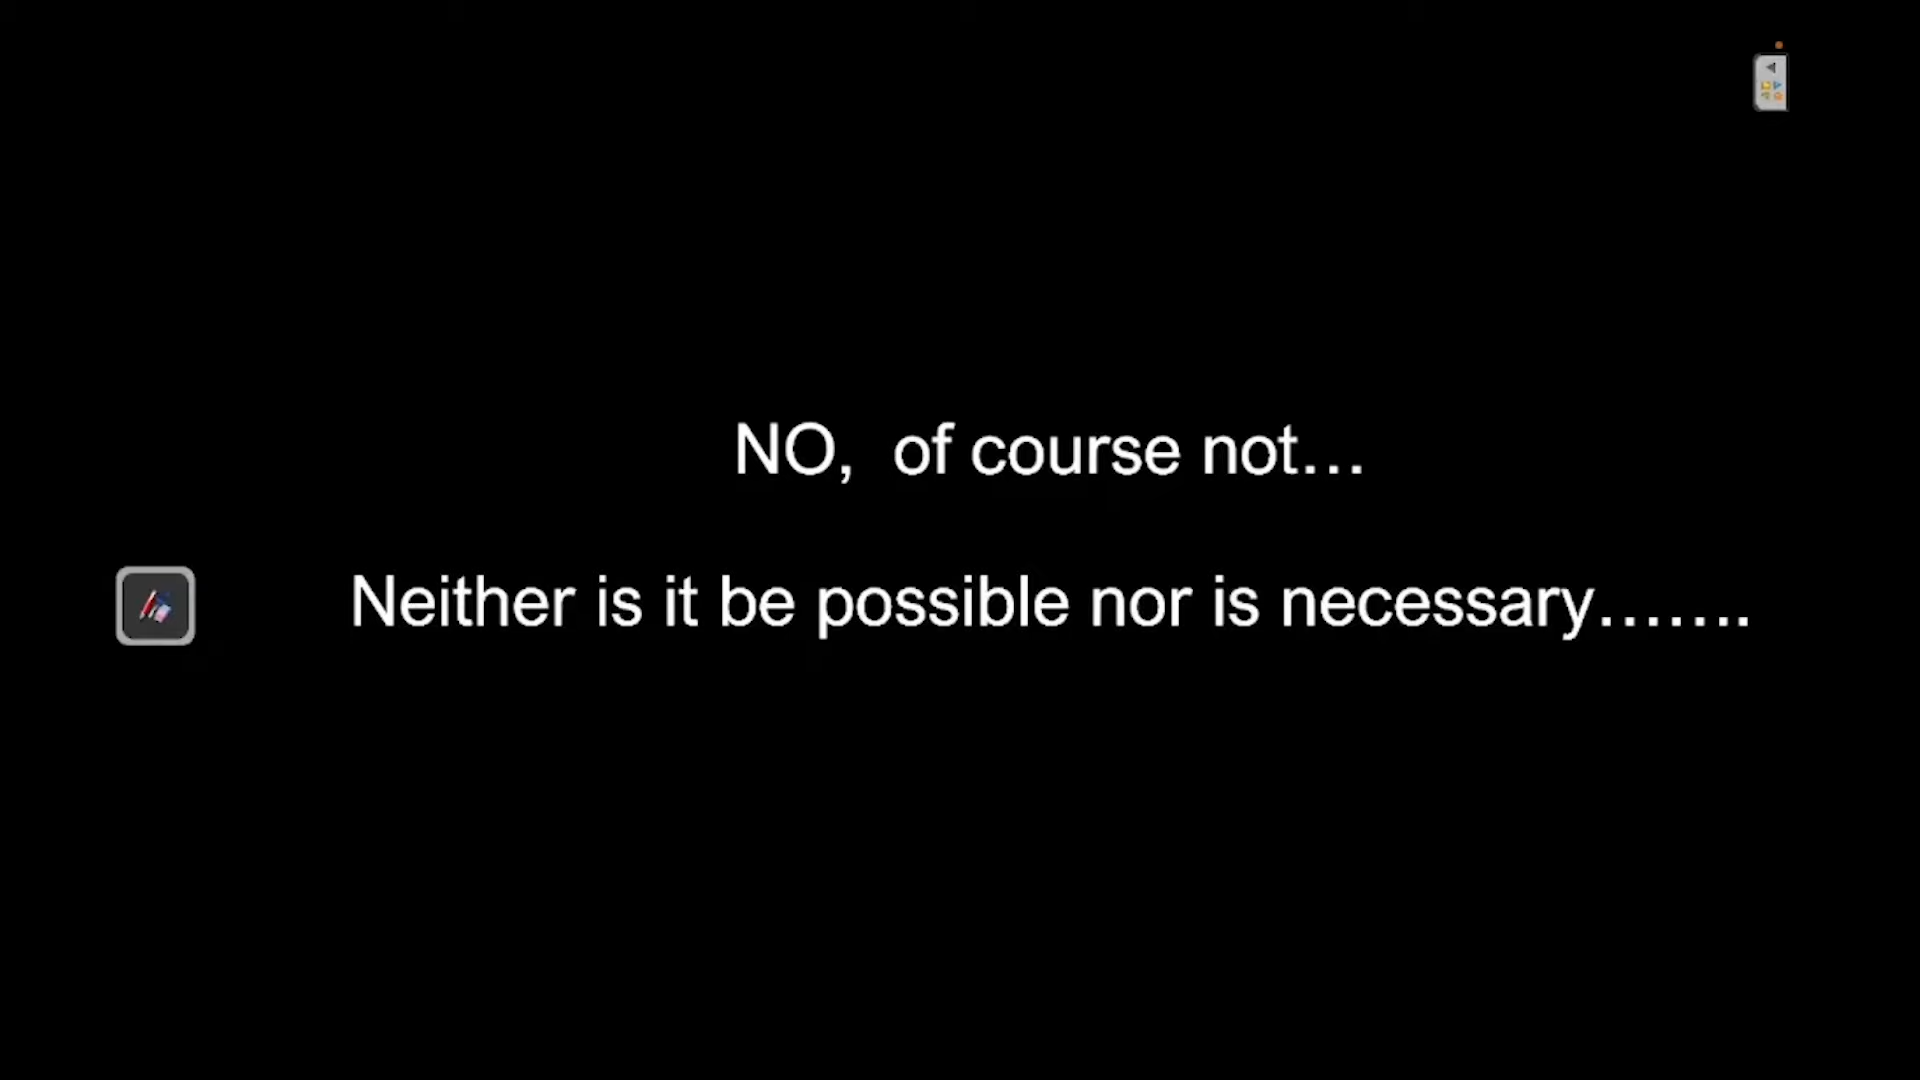 NO,  of course not...
Neither is it be possible nor is necessary.......